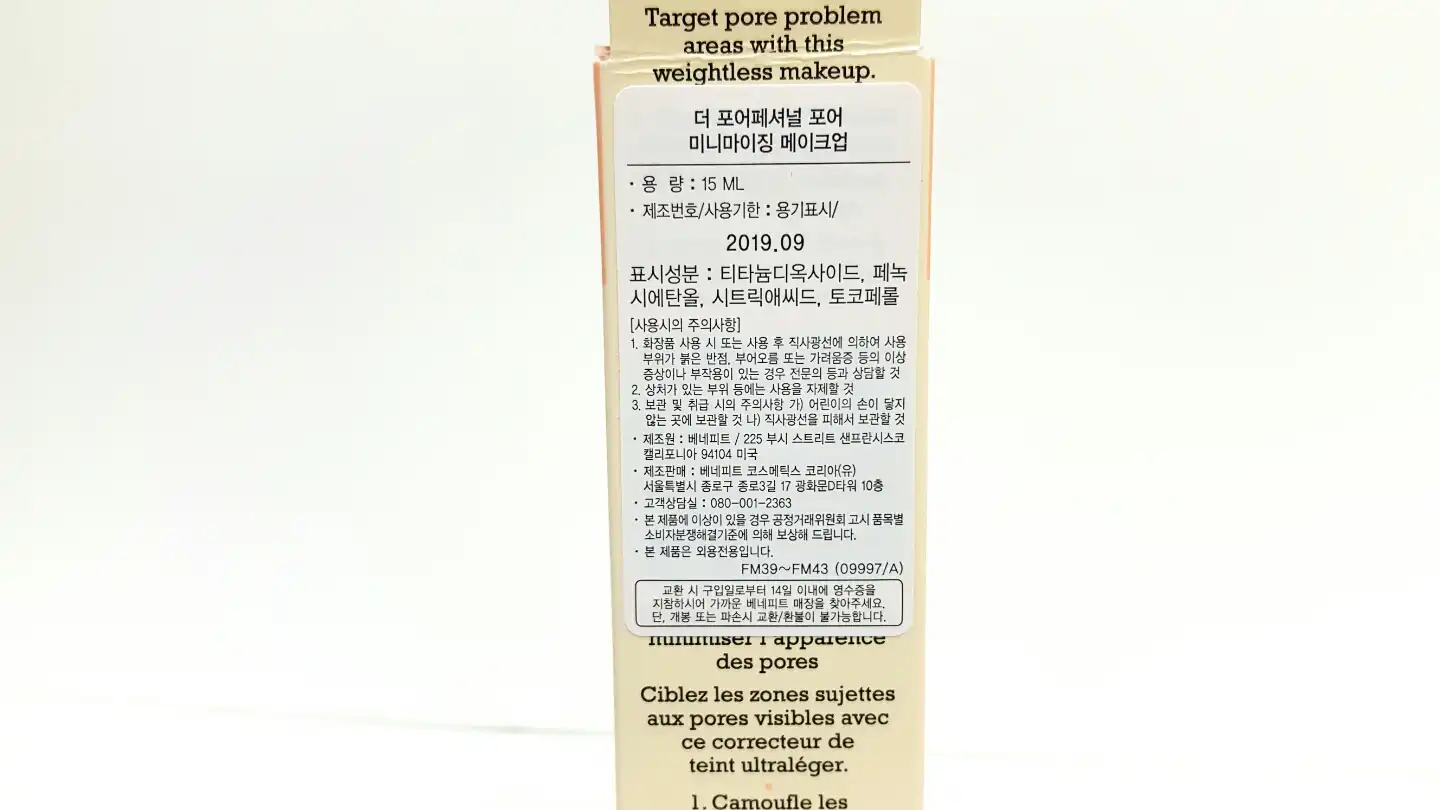 Target pore problem
areas with this
weightless makeup.
더 포어페셔널 포어
미니마이징 메이크업
· 용 량 : 15 ML
· 제조번호/사용기한 : 용기표시/
2019.09
표시성분 : 티타늄디옥사이드, 페녹
시에탄올, 시트릭애씨드, 토코페롤
[사용시의 주의사항]
1. 화장품 사용 시 또는 사용 후 직사광선에 의하여 사용
부위가 붉은 반점, 부어오름 또는 가려움증 등의 이상
증상이나 부작용이 있는 경우 전문의 등과 상담할 것
2. 상처가 있는 부위 등에는 사용을 자제할 것
3. 보관 및 취급 시의 주의사항 가) 어린이의 손이 닿지
않는 곳에 보관할 것 나) 직사광선을 피해서 보관할 것
· 제조원 : 베네피트 / 225 부시 스트리트 샌프란시스코
캘리포니아 94104 미국
· 제조판매 : 베네피트 코스메틱스 코리아(유)
서울특별시 종로구 종로3길 17 광화문D타워 10층
· 고객상담실 : 080-001-2363
· 본 제품에 이상이 있을 경우 공정거래위원회 고시 품목별
소비자분쟁해결기준에 의해 보상해 드립니다.
· 본 제품은 외용전용입니다.
FM39~FM43 (09997/A)
교환 시 구입일로부터 14일 이내에 영수증을
지참하시어 가까운 베네피트 매장을 찾아주세요.
단, 개봉 또는 파손시 교환/환불이 불가능합니다.
minimiser l'apparence
des pores
Ciblez les zones sujettes
aux pores visibles avec
ce correcteur de
teint ultraléger.
1. Camoufle les